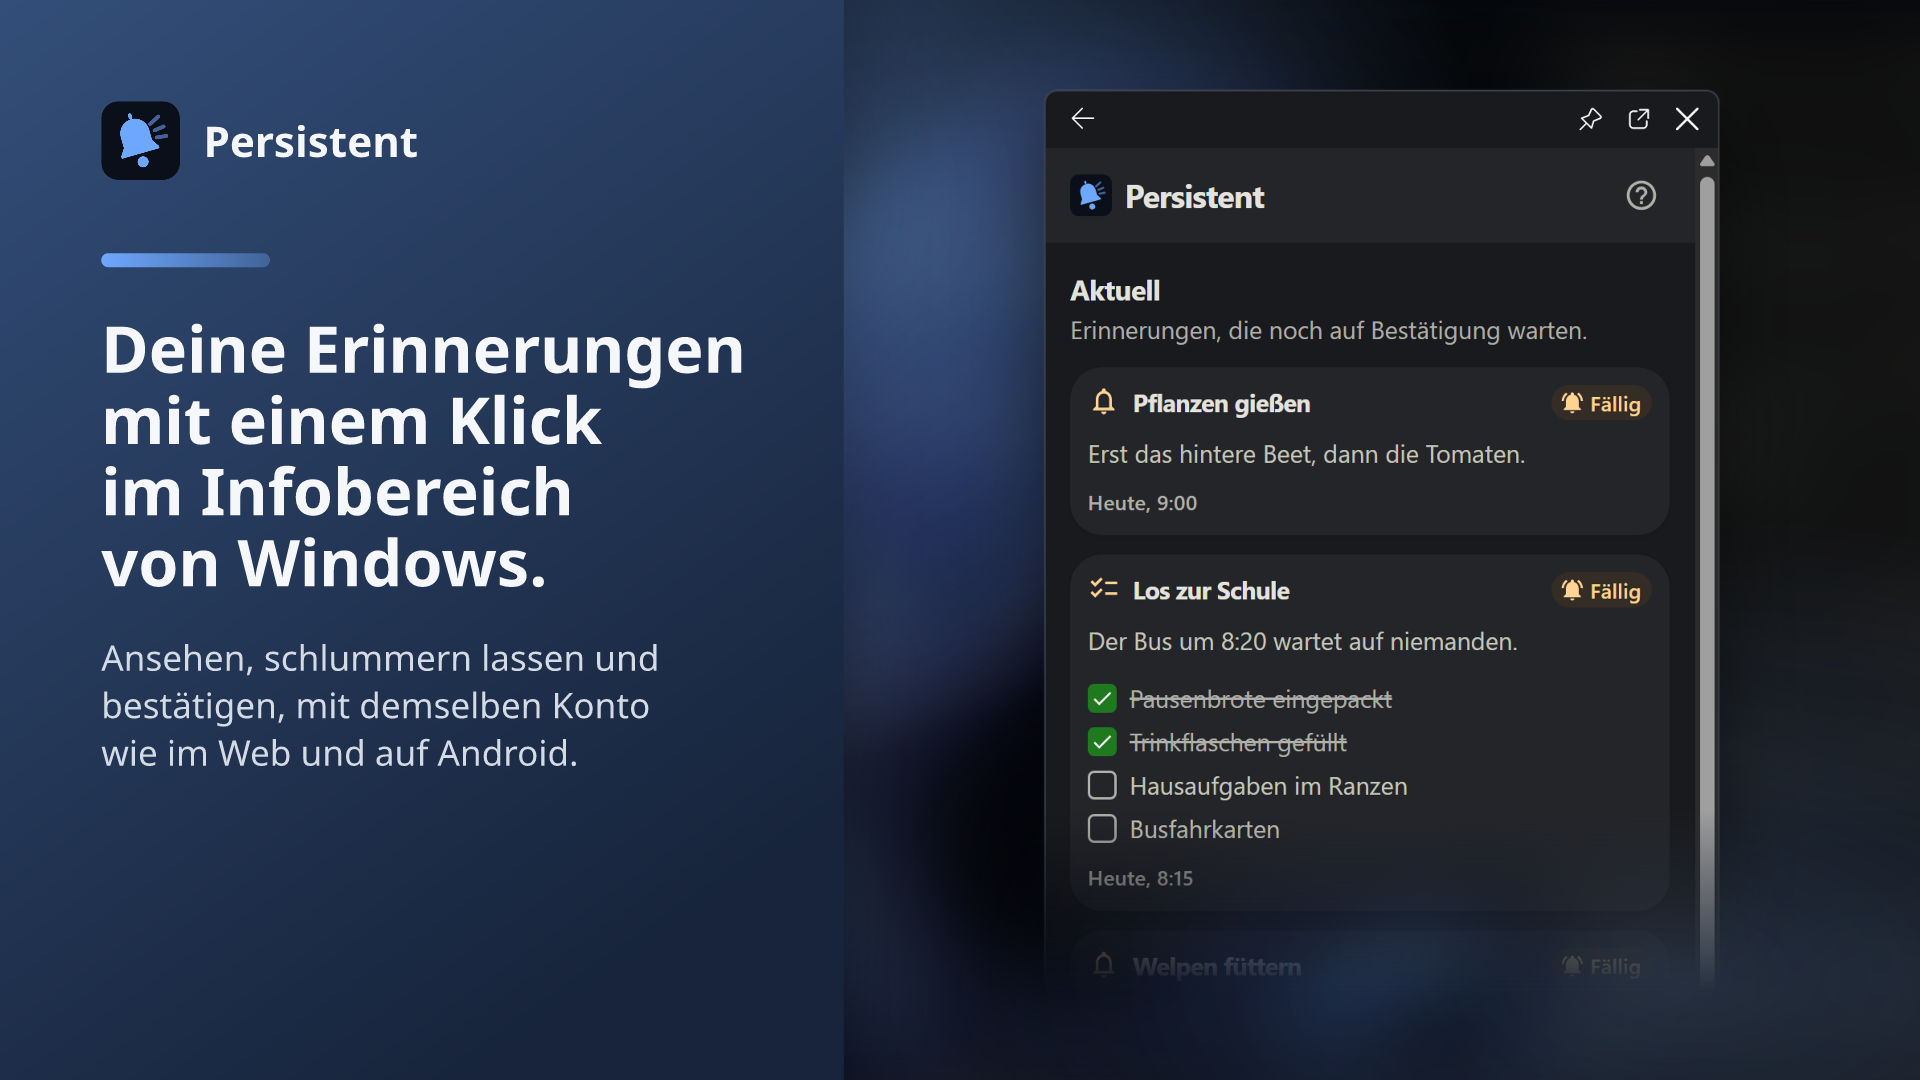 Persistent
Deine Erinnerungen
mit einem Klick
im Infobereich
von Windows.
Ansehen, schlummern lassen und
bestätigen, mit demselben Konto
wie im Web und auf Android.
Persistent
Aktuell
Erinnerungen, die noch auf Bestätigung warten.
Pflanzen gießen
Fällig
Erst das hintere Beet, dann die Tomaten.
Heute, 9:00
Los zur Schule
Fällig
Der Bus um 8:20 wartet auf niemanden.
Pausenbrote eingepackt
Trinkflaschen gefüllt
Hausaufgaben im Ranzen
Busfahrkarten
Heute, 8:15
Welpen füttern
Fällig